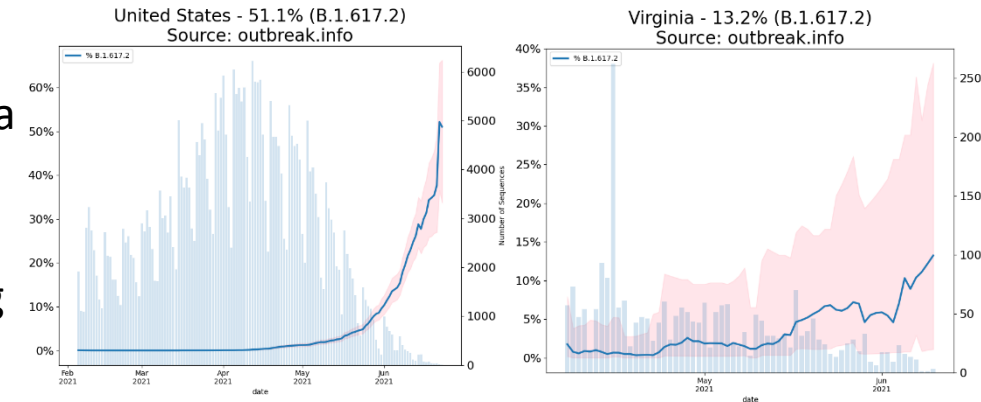 a
g
United States - 51.1% (B.1.617.2)
Source: outbreak.info
% B.1.617.2
60%
50%
40%
30%
20%
10%
0%
6000
5000
4000
3000
2000
1000
0
Feb 2021
Mar 2021
Apr 2021
May 2021
Jun 2021
date
Number of Sequences
Virginia - 13.2% (B.1.617.2)
Source: outbreak.info
% B.1.617.2
40%
35%
30%
25%
20%
15%
10%
5%
0%
250
200
150
100
50
0
May 2021
Jun 2021
date